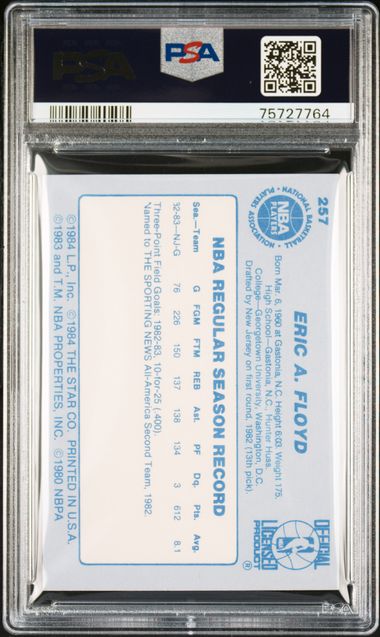 PSA
PSA
75727764
257
NATIONAL BASKETBALL
NBA
PLAYERS
PLAYERS ASSOCIATION
ERIC A. FLOYD
Born Mar. 6, 1960 at Gastonia, N.C. Height 6:03. Weight 175.
High School—Gastonia, N.C., Hunter Huss.
College—Georgetown University, Washington, D.C.
Drafted by New Jersey on first round, 1982 (13th pick).
OFFICIAL
LICENSED
PRODUCT
®
NBA REGULAR SEASON RECORD
Sea.—Team G FGM FTM REB Ast. PF Dq. Pts. Avg.
82-83—NJ-G 76 226 150 137 138 134 3 612 8.1
Three-Point Field Goals: 1982-83, 10-for-25 (.400).
Named to THE SPORTING NEWS All-America Second Team, 1982.
©1984 L.P., Inc. ©1984 THE STAR CO. PRINTED IN U.S.A.
©1983 and T.M. NBA PROPERTIES, INC. ©1980 NBPA